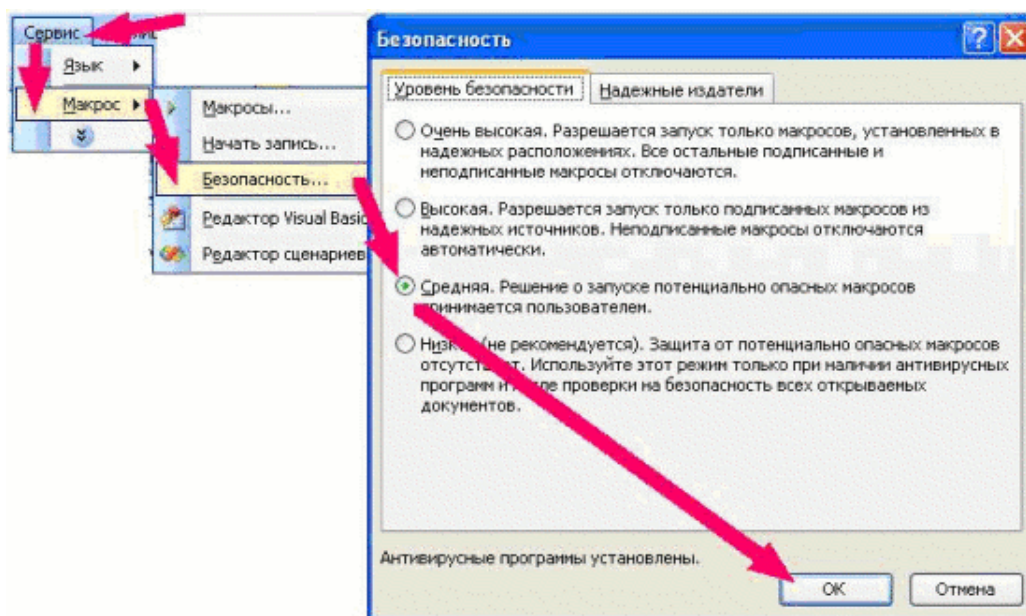 Сервис
Язык
Макрос
Макросы...
Начать запись...
Безопасность...
Редактор Visual Basic
Редактор сценариев
Безопасность
Уровень безопасности
Надежные издатели
Очень высокая. Разрешается запуск только макросов, установленных в
надежных расположениях. Все остальные подписанные и
неподписанные макросы отключаются.
Высокая. Разрешается запуск только подписанных макросов из
надежных источников. Неподписанные макросы отключаются
автоматически.
Средняя. Решение о запуске потенциально опасных макросов
принимается пользователем.
(не рекомендуется). Защита от потенциально опасных макросов
Используйте этот режим только при наличии антивирусных
программ и после проверки на безопасность всех открываемых
документов.
Антивирусные программы установлены.
ОК
Отмена